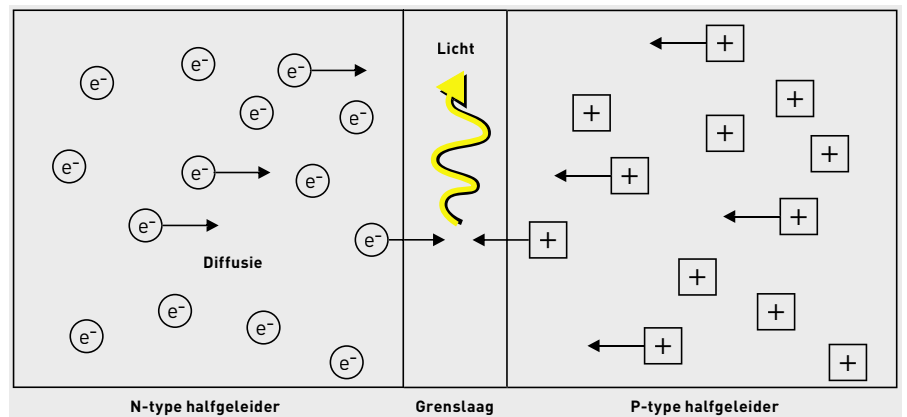 Licht
e⁻
e⁻
e⁻
e⁻
e⁻
e⁻
e⁻
e⁻
e⁻
e⁻
Diffusie
e⁻
e⁻
e⁻
e⁻
+
+
+
+
+
+
+
+
+
+
+
+
N-type halfgeleider
Grenslaag
P-type halfgeleider